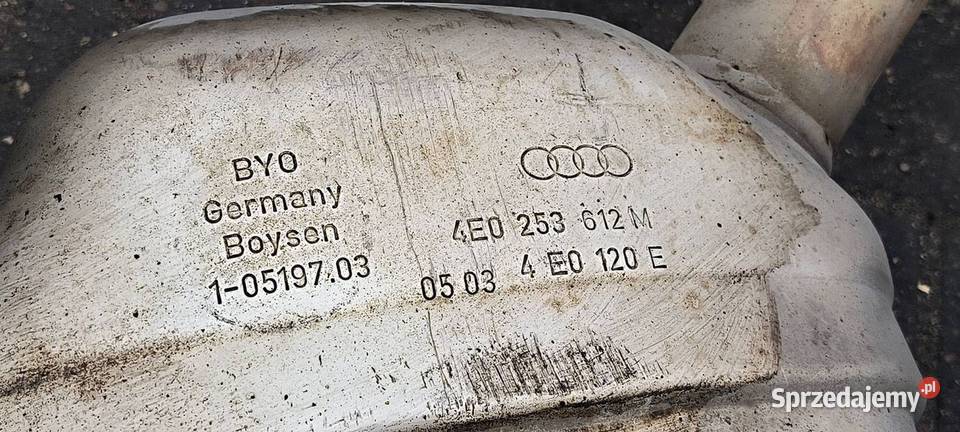 BYO
Germany
Boysen
1-05197.03
4E0 253 612 M
05 03 4 E0 120 E
Sprzedajemy.pl